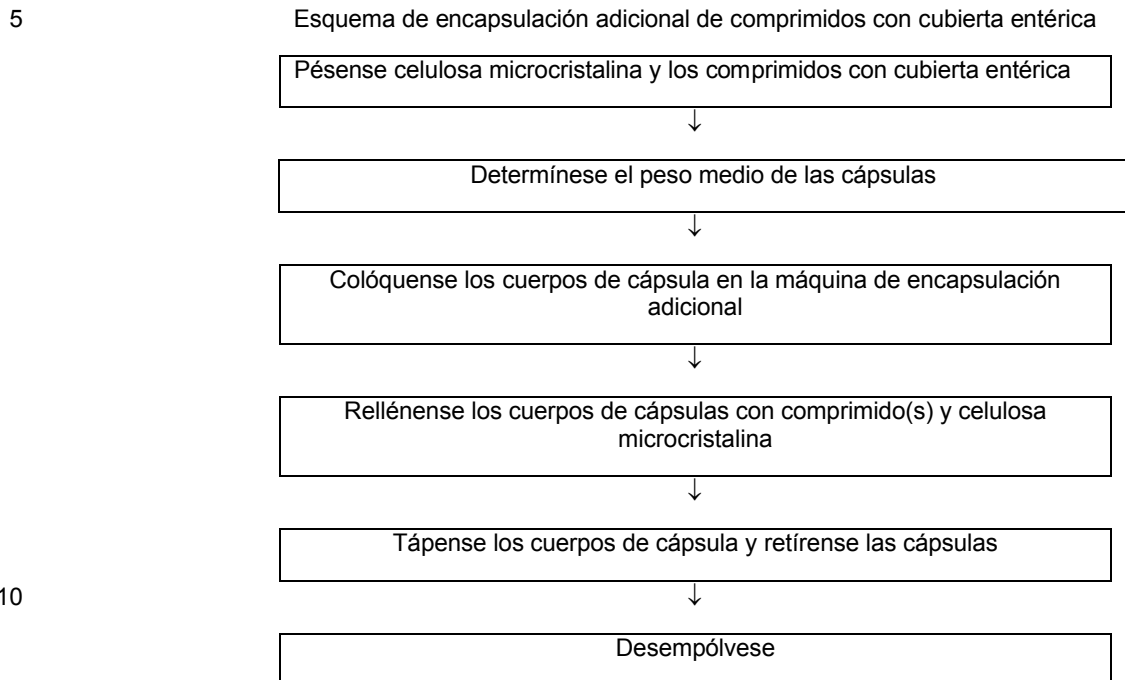 5 Esquema de encapsulación adicional de comprimidos con cubierta entérica
Pésense celulosa microcristalina y los comprimidos con cubierta entérica
↓
Determínese el peso medio de las cápsulas
↓
Colóquense los cuerpos de cápsula en la máquina de encapsulación
adicional
↓
Rellénense los cuerpos de cápsulas con comprimido(s) y celulosa
microcristalina
↓
Tápense los cuerpos de cápsula y retírense las cápsulas
10 ↓
Desempólvese